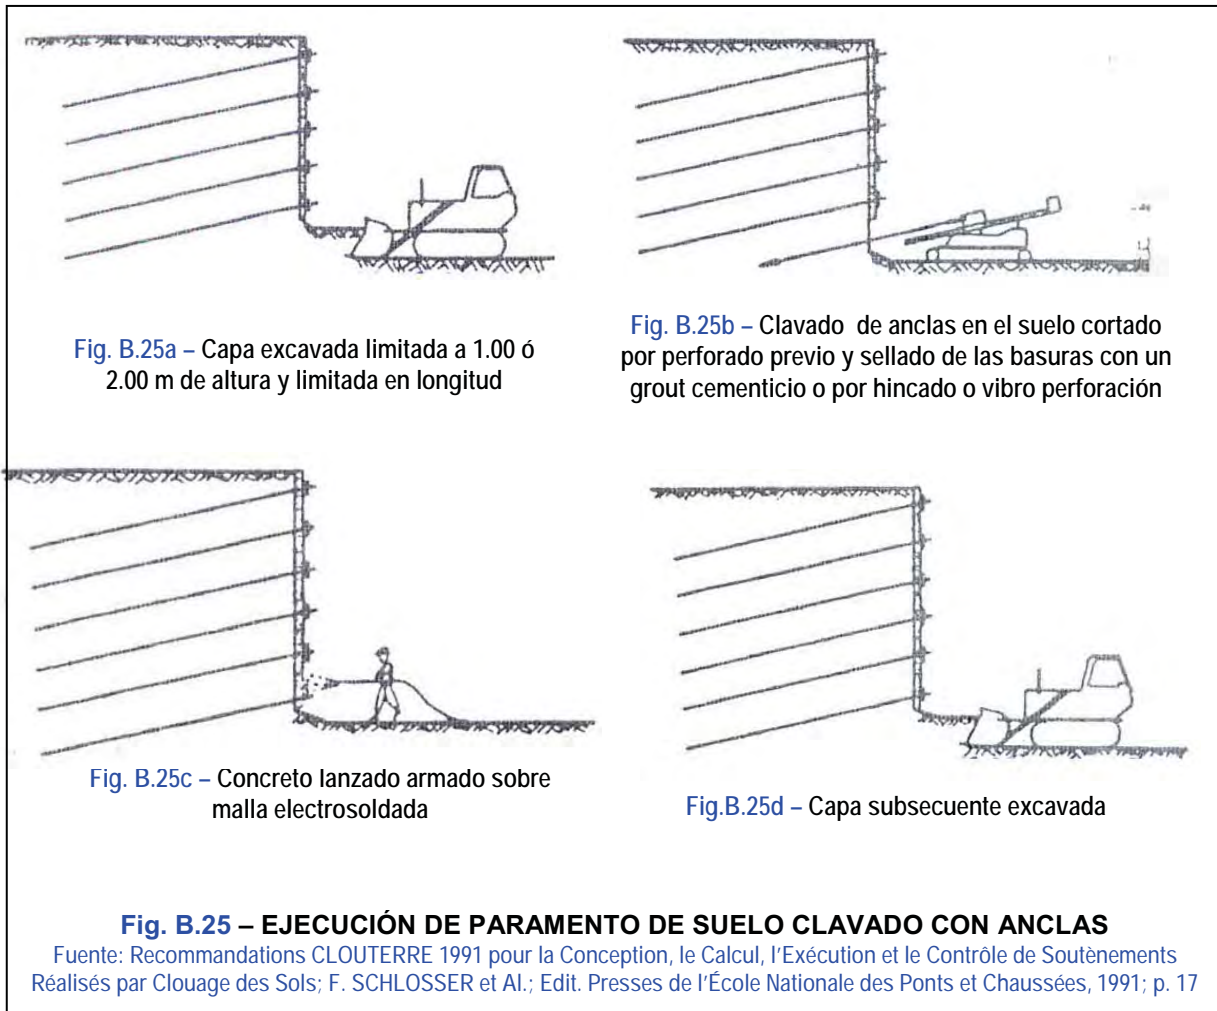 Fig. B.25a – Capa excavada limitada a 1.00 ó
2.00 m de altura y limitada en longitud
Fig. B.25b – Clavado de anclas en el suelo cortado
por perforado previo y sellado de las basuras con un
grout cementicio o por hincado o vibro perforación
Fig. B.25c – Concreto lanzado armado sobre
malla electrosoldada
Fig.B.25d – Capa subsecuente excavada
Fig. B.25 – EJECUCIÓN DE PARAMENTO DE SUELO CLAVADO CON ANCLAS
Fuente: Recommandations CLOUTERRE 1991 pour la Conception, le Calcul, l'Exécution et le Contrôle de Soutènements
Réalisés par Clouage des Sols; F. SCHLOSSER et Al.; Edit. Presses de l'École Nationale des Ponts et Chaussées, 1991; p. 17